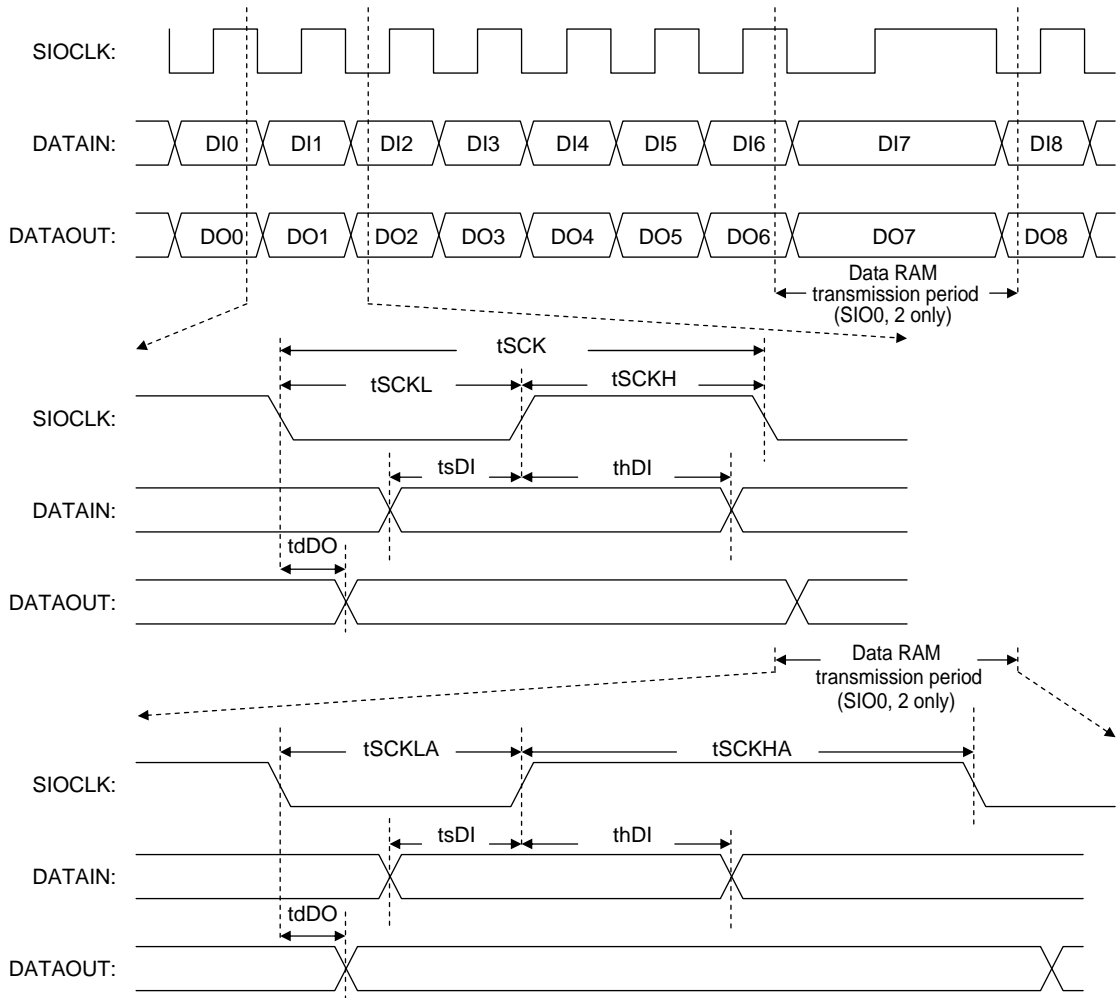 SIOCLK:
DATAIN: DI0 DI1 DI2 DI3 DI4 DI5 DI6 DI7 DI8
DATAOUT: DO0 DO1 DO2 DO3 DO4 DO5 DO6 DO7 DO8
Data RAM
transmission period
(SIO0, 2 only)
tSCK
tSCKL tSCKH
SIOCLK:
tsDI thDI
DATAIN:
tdDO
DATAOUT:
Data RAM
transmission period
(SIO0, 2 only)
tSCKLA tSCKHA
SIOCLK:
tsDI thDI
DATAIN:
tdDO
DATAOUT: